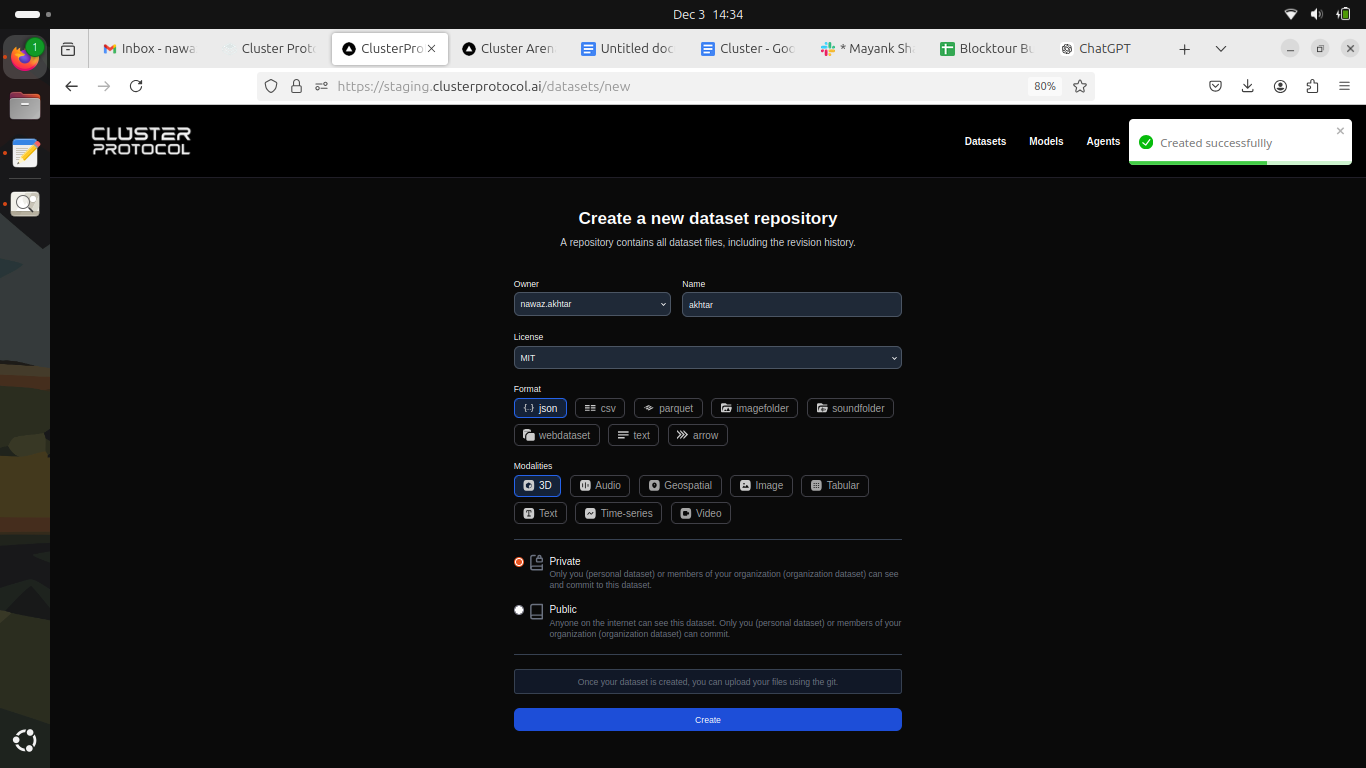 Dec 3 14:34
1
Inbox - nawa
Cluster Proto
ClusterPro
Cluster Aren
Untitled doc
Cluster - Goo
* Mayank Sha
Blocktour Bu
ChatGPT
https://staging.clusterprotocol.ai/datasets/new
80%
CLUSTER
PROTOCOL
Datasets Models Agents
Created successfullly
Create a new dataset repository
A repository contains all dataset files, including the revision history.
Owner Name
nawaz.akhtar akhtar
License
MIT
Format
json csv parquet imagefolder soundfolder
webdataset text arrow
Modalities
3D Audio Geospatial Image Tabular
Text Time-series Video
Private
Only you (personal dataset) or members of your organization (organization dataset) can see
and commit to this dataset.
Public
Anyone on the internet can see this dataset. Only you (personal dataset) or members of your
organization (organization dataset) can commit.
Once your dataset is created, you can upload your files using the git.
Create